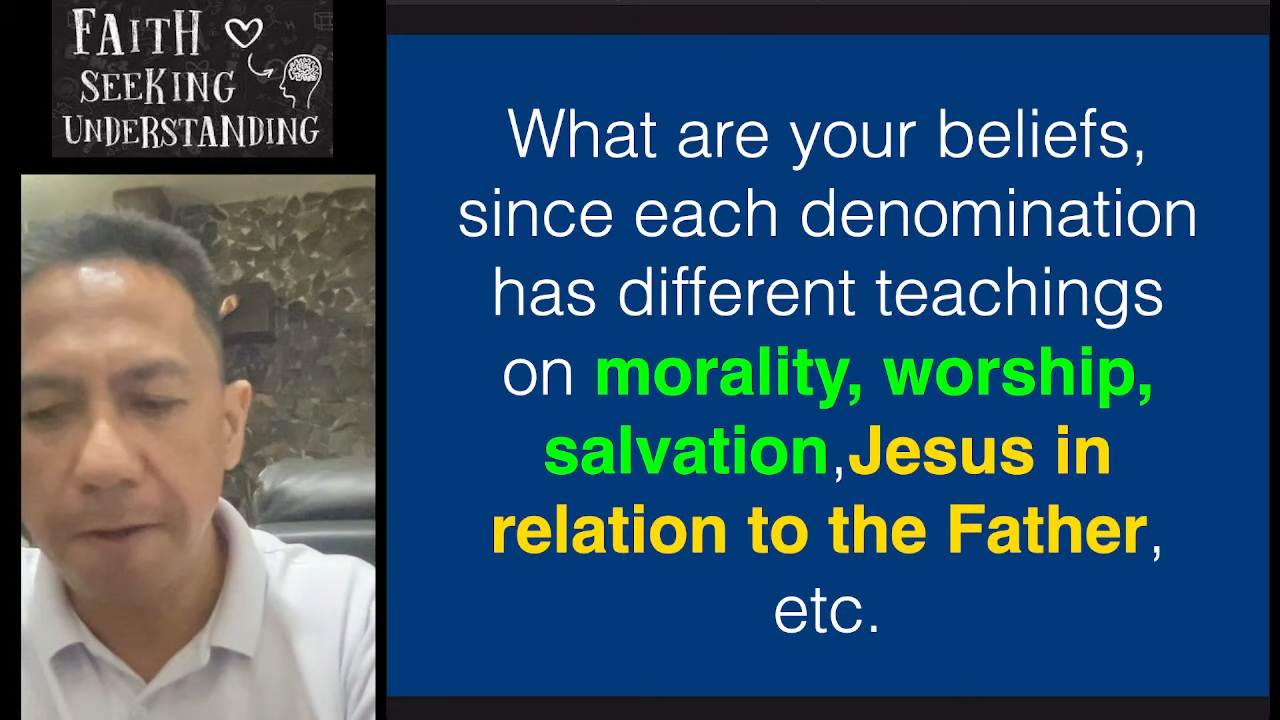 FAITH
SEEKING
UNDERSTANDING
What are your beliefs,
since each denomination
has different teachings
on morality, worship,
salvation,Jesus in
relation to the Father,
etc.